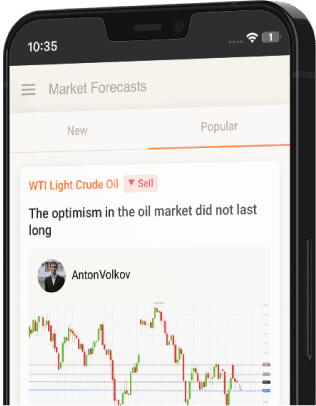 10:35
1
Market Forecasts
New
Popular
WTI Light Crude Oil ▼ Sell
The optimism in the oil market did not last
long
AntonVolkov